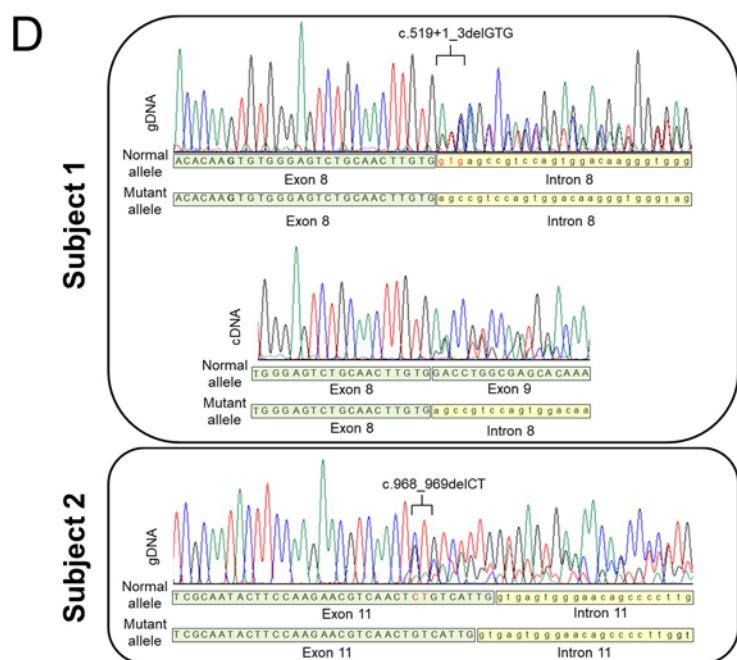 D
Subject 1
c.519+1_3delGTG
gDNA
Normal allele
ACACAAGTGTGGGAGTCTGCAACTTGTG gtgagccgtccagtggacaagggtggg
Exon 8 Intron 8
Mutant allele
ACACAAGTGTGGGAGTCTGCAACTTGTG agccgtccagtggacaagggtgggtag
Exon 8 Intron 8
cDNA
Normal allele
TGGGAGTCTGCAACTTGTG GACCTGGCGAGCACAAA
Exon 8 Exon 9
Mutant allele
TGGGAGTCTGCAACTTGTG agccgtccagtggacaa
Exon 8 Intron 8
Subject 2
c.968_969delCT
gDNA
Normal allele
TCGCAATACTTCCAAGAACGTCAACTCTGTCATTG gtgagtgggaacagcccccttg
Exon 11 Intron 11
Mutant allele
TCGCAATACTTCCAAGAACGTCAACTGTCATTG gtgagtgggaacagcccccttggt
Exon 11 Intron 11